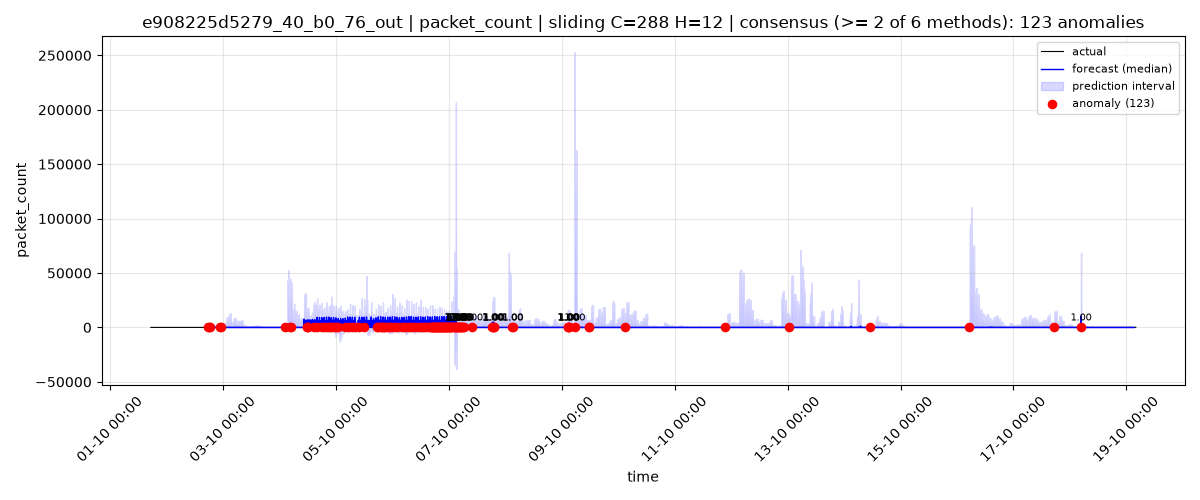 e908225d5279_40_b0_76_out | packet_count | sliding C=288 H=12 | consensus (>= 2 of 6 methods): 123 anomalies
actual
forecast (median)
prediction interval
anomaly (123)
packet_count
250000
200000
150000
100000
50000
0
−50000
1.00
1.00
1.00
01-10 00:00
03-10 00:00
05-10 00:00
07-10 00:00
09-10 00:00
11-10 00:00
13-10 00:00
15-10 00:00
17-10 00:00
19-10 00:00
time